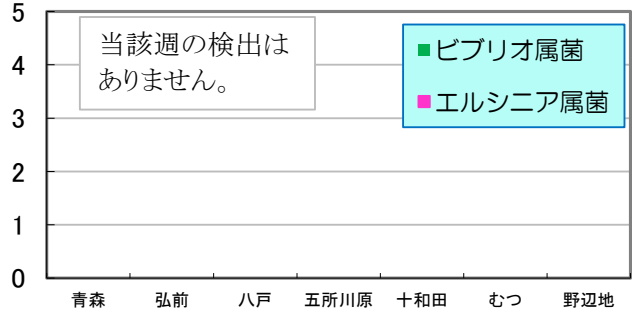 5
4
3
2
1
0
当該週の検出は
ありません。
ビブリオ属菌
エルシニア属菌
青森 弘前 八戸 五所川原 十和田 むつ 野辺地